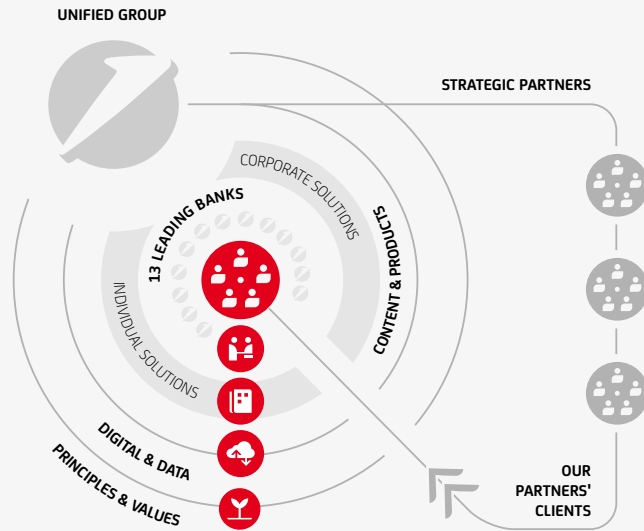 UNIFIED GROUP
STRATEGIC PARTNERS
CORPORATE SOLUTIONS
13 LEADING BANKS
CONTENT & PRODUCTS
INDIVIDUAL SOLUTIONS
DIGITAL & DATA
PRINCIPLES & VALUES
OUR
PARTNERS'
CLIENTS